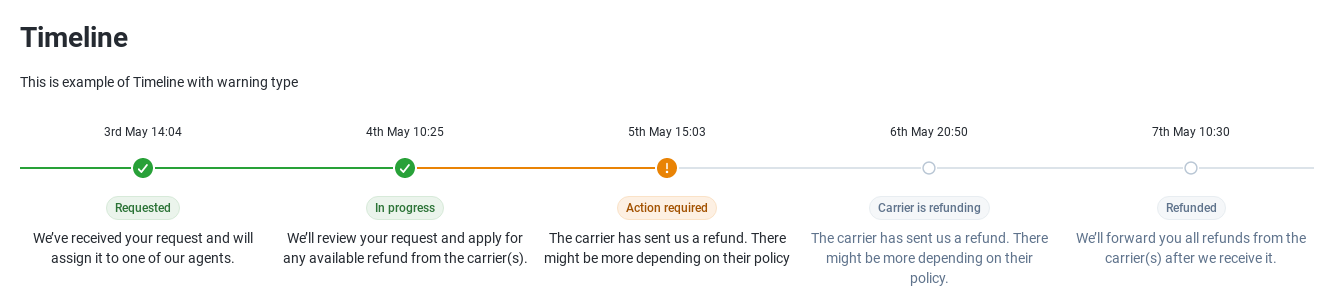 Timeline
This is example of Timeline with warning type
3rd May 14:04
4th May 10:25
5th May 15:03
6th May 20:50
7th May 10:30
Requested
In progress
Action required
Carrier is refunding
Refunded
We’ve received your request and will
assign it to one of our agents.
We’ll review your request and apply for
any available refund from the carrier(s).
The carrier has sent us a refund. There
might be more depending on their policy
The carrier has sent us a refund. There
might be more depending on their
policy.
We’ll forward you all refunds from the
carrier(s) after we receive it.